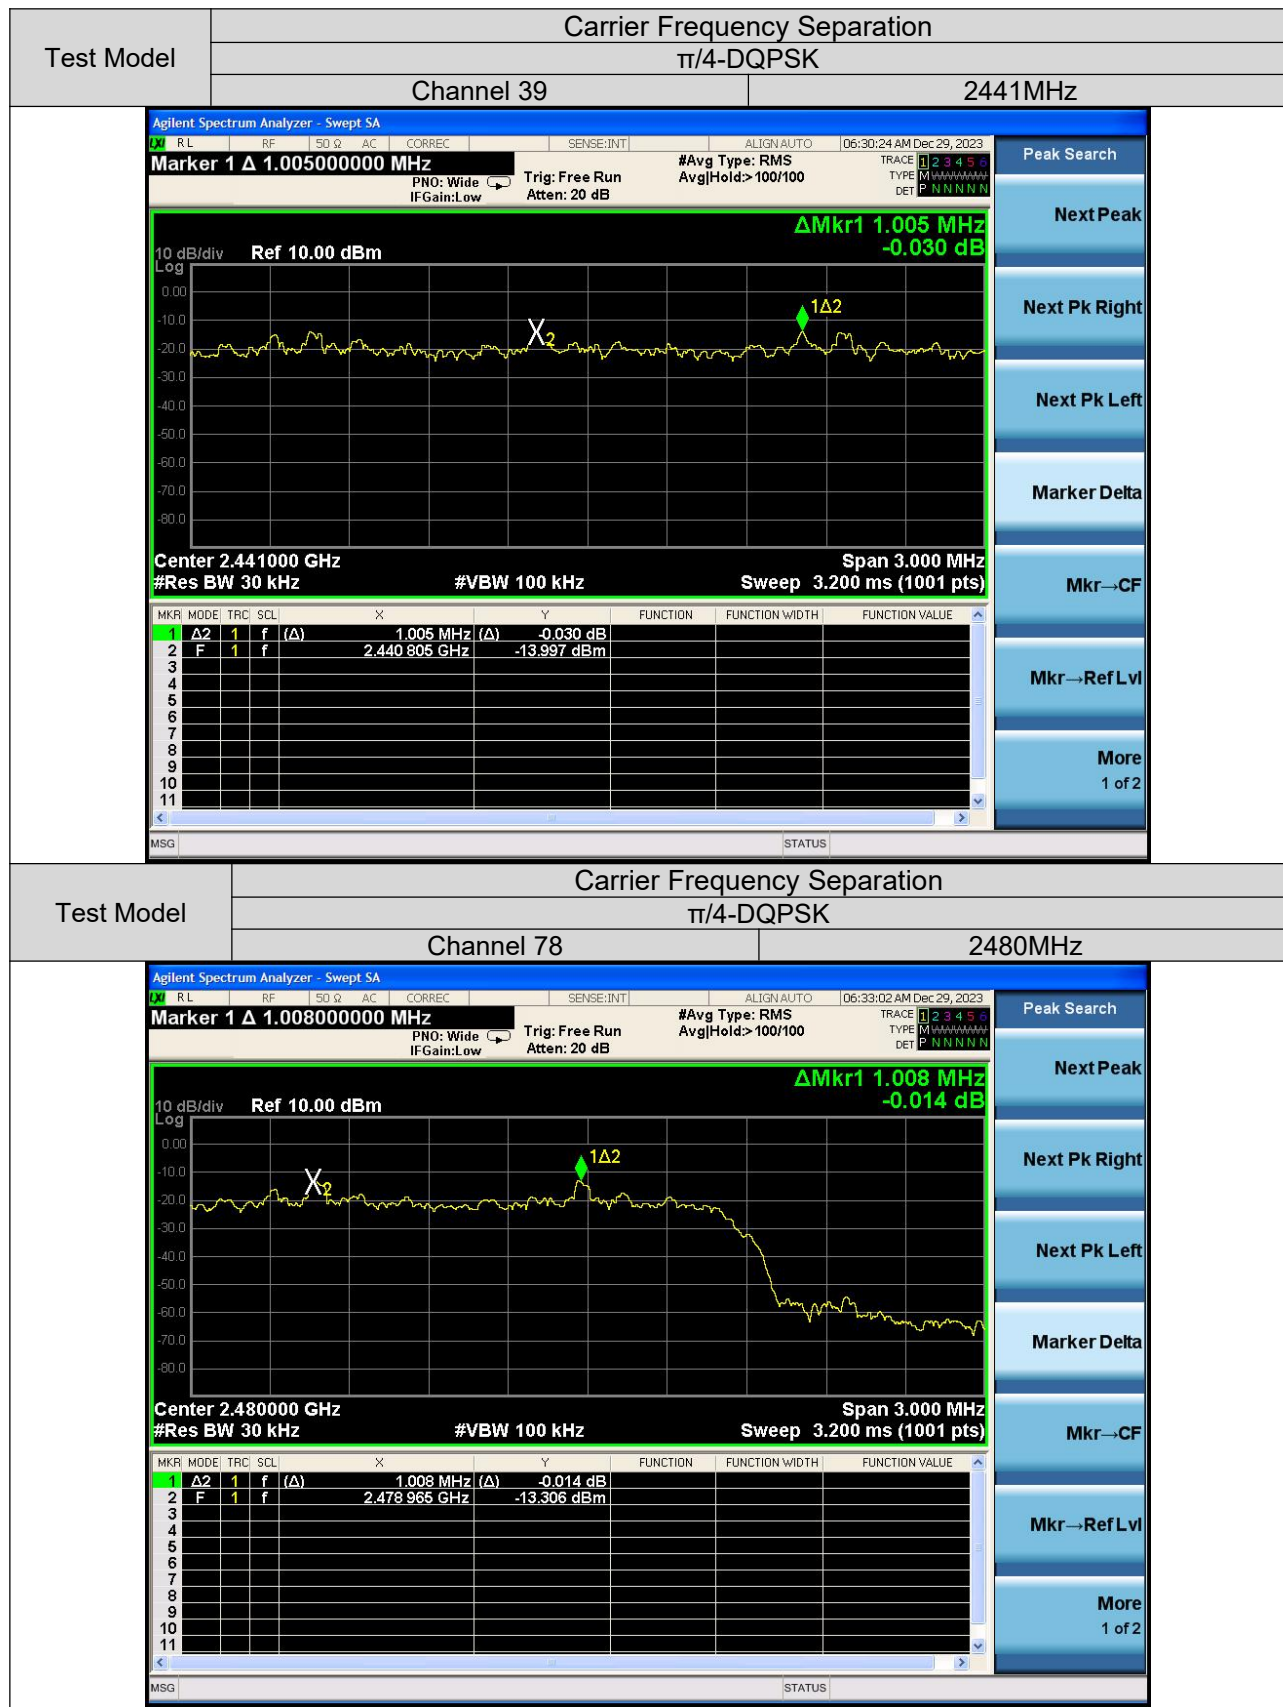 Test Model
Carrier Frequency Separation
π/4-DQPSK
Channel 39 2441MHz
Agilent Spectrum Analyzer - Swept SA
LXI RL RF 50 Ω AC CORREC SENSE:INT ALIGN AUTO 06:30:24 AM Dec 29, 2023
Marker 1 Δ 1.005000000 MHz
PNO: Wide
IFGain:Low
Trig: Free Run
Atten: 20 dB
#Avg Type: RMS
Avg|Hold:>100/100
TRACE 1 2 3 4 5 6
TYPE M
DET P N N N N N
ΔMkr1 1.005 MHz
-0.030 dB
10 dB/div Ref 10.00 dBm
Log
0.00
-10.0
-20.0
-30.0
-40.0
-50.0
-60.0
-70.0
-80.0
X2
1Δ2
Center 2.441000 GHz Span 3.000 MHz
#Res BW 30 kHz #VBW 100 kHz Sweep 3.200 ms (1001 pts)
MKR MODE TRC SCL X Y FUNCTION FUNCTION WIDTH FUNCTION VALUE
1 Δ2 1 f (Δ) 1.005 MHz (Δ) -0.030 dB
2 F 1 f 2.440 805 GHz -13.997 dBm
3
4
5
6
7
8
9
10
11
MSG STATUS
Peak Search
Next Peak
Next Pk Right
Next Pk Left
Marker Delta
Mkr→CF
Mkr→Ref Lvl
More
1 of 2
Test Model
Carrier Frequency Separation
π/4-DQPSK
Channel 78 2480MHz
Agilent Spectrum Analyzer - Swept SA
LXI RL RF 50 Ω AC CORREC SENSE:INT ALIGN AUTO 06:33:02 AM Dec 29, 2023
Marker 1 Δ 1.008000000 MHz
PNO: Wide
IFGain:Low
Trig: Free Run
Atten: 20 dB
#Avg Type: RMS
Avg|Hold:>100/100
TRACE 1 2 3 4 5 6
TYPE M
DET P N N N N N
ΔMkr1 1.008 MHz
-0.014 dB
10 dB/div Ref 10.00 dBm
Log
0.00
-10.0
-20.0
-30.0
-40.0
-50.0
-60.0
-70.0
-80.0
X2
1Δ2
Center 2.480000 GHz Span 3.000 MHz
#Res BW 30 kHz #VBW 100 kHz Sweep 3.200 ms (1001 pts)
MKR MODE TRC SCL X Y FUNCTION FUNCTION WIDTH FUNCTION VALUE
1 Δ2 1 f (Δ) 1.008 MHz (Δ) -0.014 dB
2 F 1 f 2.478 965 GHz -13.306 dBm
3
4
5
6
7
8
9
10
11
MSG STATUS
Peak Search
Next Peak
Next Pk Right
Next Pk Left
Marker Delta
Mkr→CF
Mkr→Ref Lvl
More
1 of 2